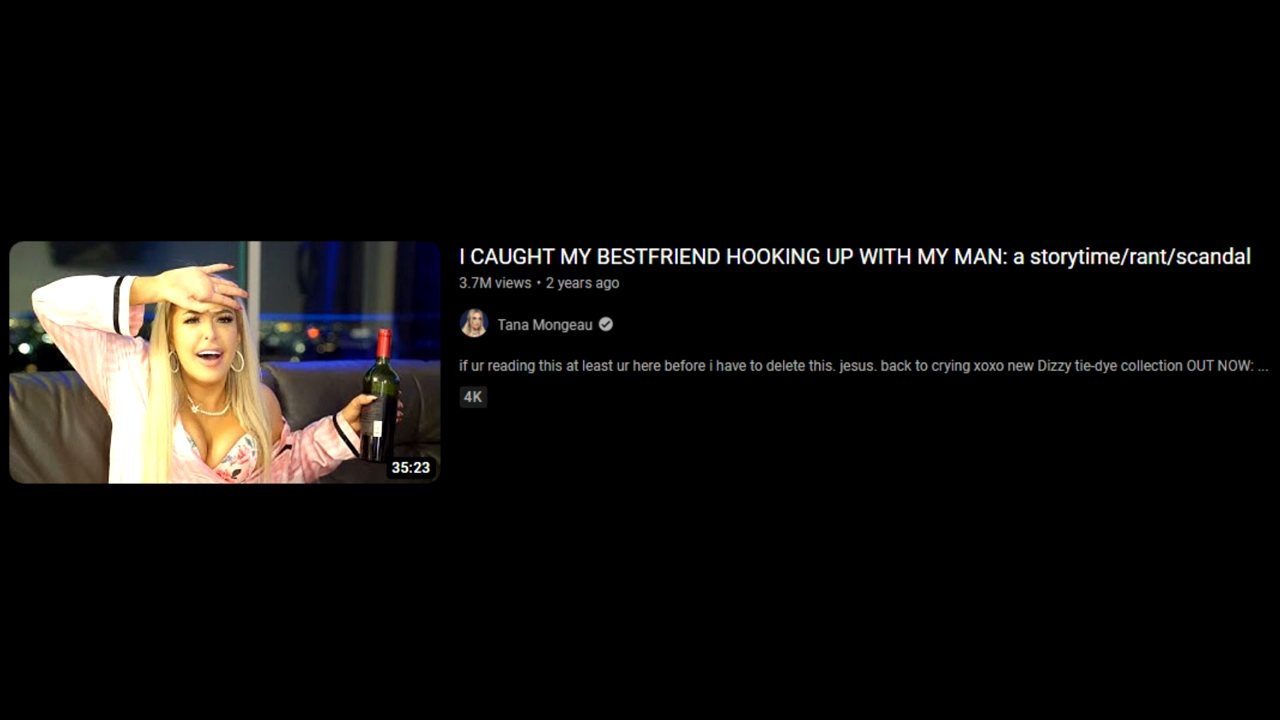 I CAUGHT MY BESTFRIEND HOOKING UP WITH MY MAN: a storytime/rant/scandal
3.7M views • 2 years ago
Tana Mongeau
if ur reading this at least ur here before i have to delete this. jesus. back to crying xoxo new Dizzy tie-dye collection OUT NOW: ...
4K
35:23